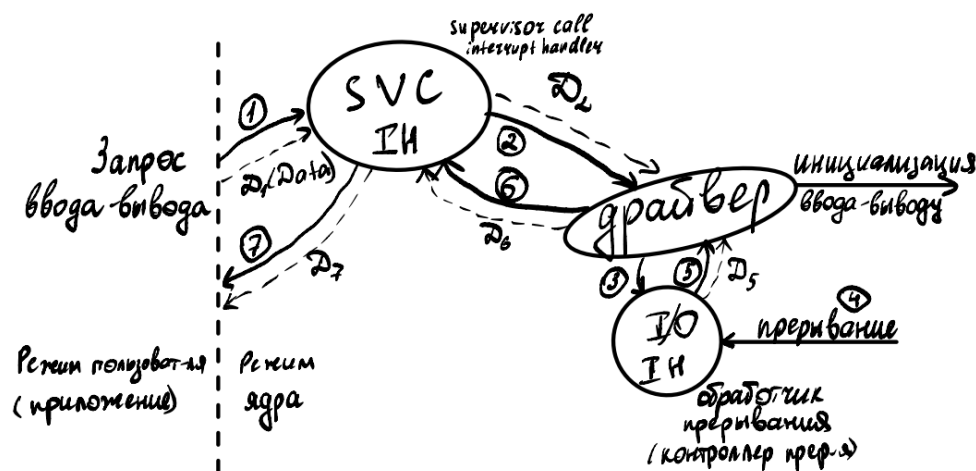 supervisor call
interrupt handler
SVC
IH
1
D₂
2
Запрос
ввода-вывода
D₁(Data)
6
инициализация
ввода-выводу
драйвер
7
D₇
D₆
3
5
D₅
4
I/O
IH
прерывание
Режим пользоват-ля
(приложение)
Режим
ядра
обработчик
прерывания
(контроллер прер-я)